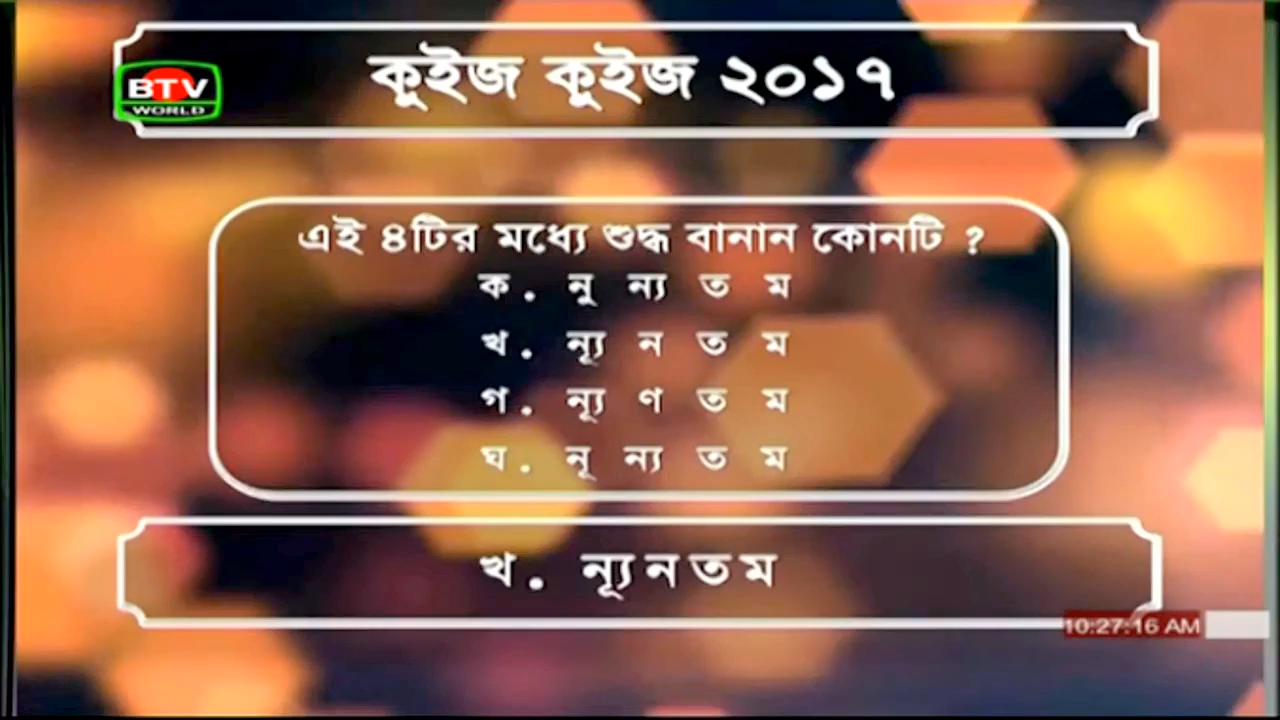 কূইজ কূইজ ২০১৭
BTV
WORLD
এই ৪টির মধ্যে শুদ্ধ বানান কোনটি ?
ক. নু ন্য ত ম
খ. ন্যূ ন ত ম
গ. ন্যূ ণ ত ম
ঘ. নূ ন্য ত ম
খ. ন্যূনতম
10:27:16 AM